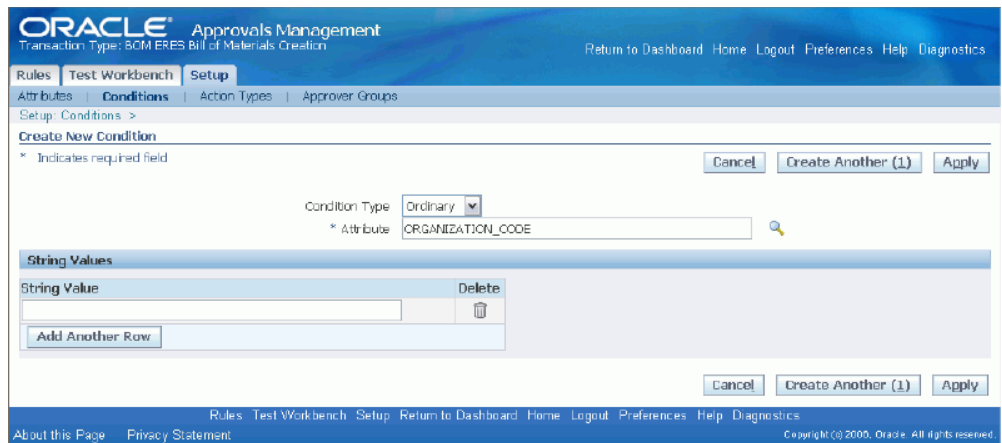 ORACLE® Approvals Management
Transaction Type: BOM ERES Bill of Materials Creation
Return to Dashboard Home Logout Preferences Help Diagnostics
Rules Test Workbench Setup
Attributes | Conditions | Action Types | Approver Groups
Setup: Conditions >
Create New Condition
* Indicates required field
Cancel Create Another (1) Apply
Condition Type Ordinary
* Attribute ORGANIZATION_CODE
String Values
String Value Delete
Add Another Row
Cancel Create Another (1) Apply
Rules Test Workbench Setup Return to Dashboard Home Logout Preferences Help Diagnostics
About this Page Privacy Statement Copyright (c) 2005, Oracle. All rights reserved.